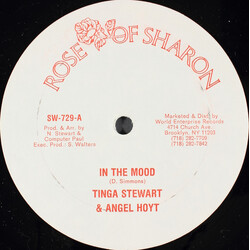 ROSE OF SHARON
SW-729-A
Prod. & Arr. by
N. Stewart &
Computer Paul
Exec. Prod.: S. Walters
Marketed & Dist. by
World Enterprise Records
4714 Church Ave.
Brooklyn, NY 11203
(718) 282-7709
(718) 282-7842
IN THE MOOD
(D. Simmons)
TINGA STEWART
& ANGEL HOYT